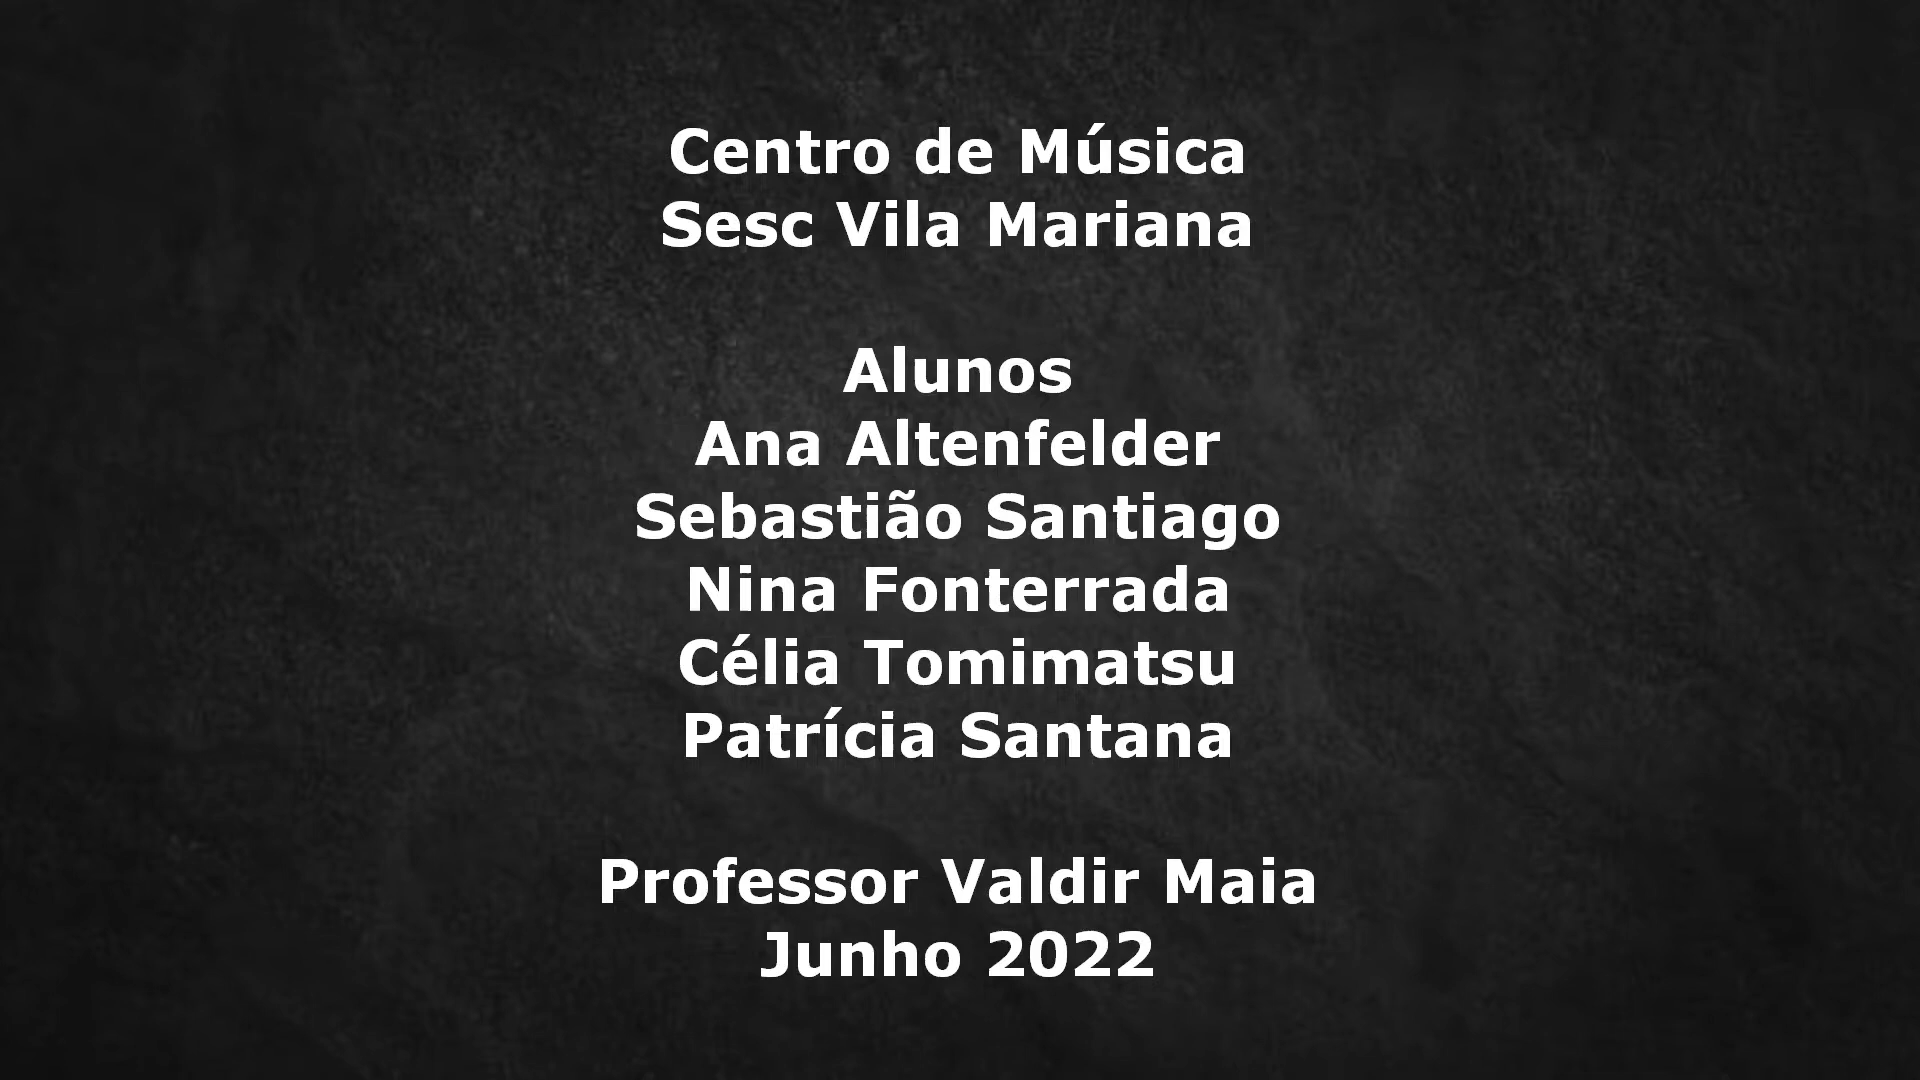 Centro de Música
Sesc Vila Mariana
Alunos
Ana Altenfelder
Sebastião Santiago
Nina Fonterrada
Célia Tomimatsu
Patrícia Santana
Professor Valdir Maia
Junho 2022